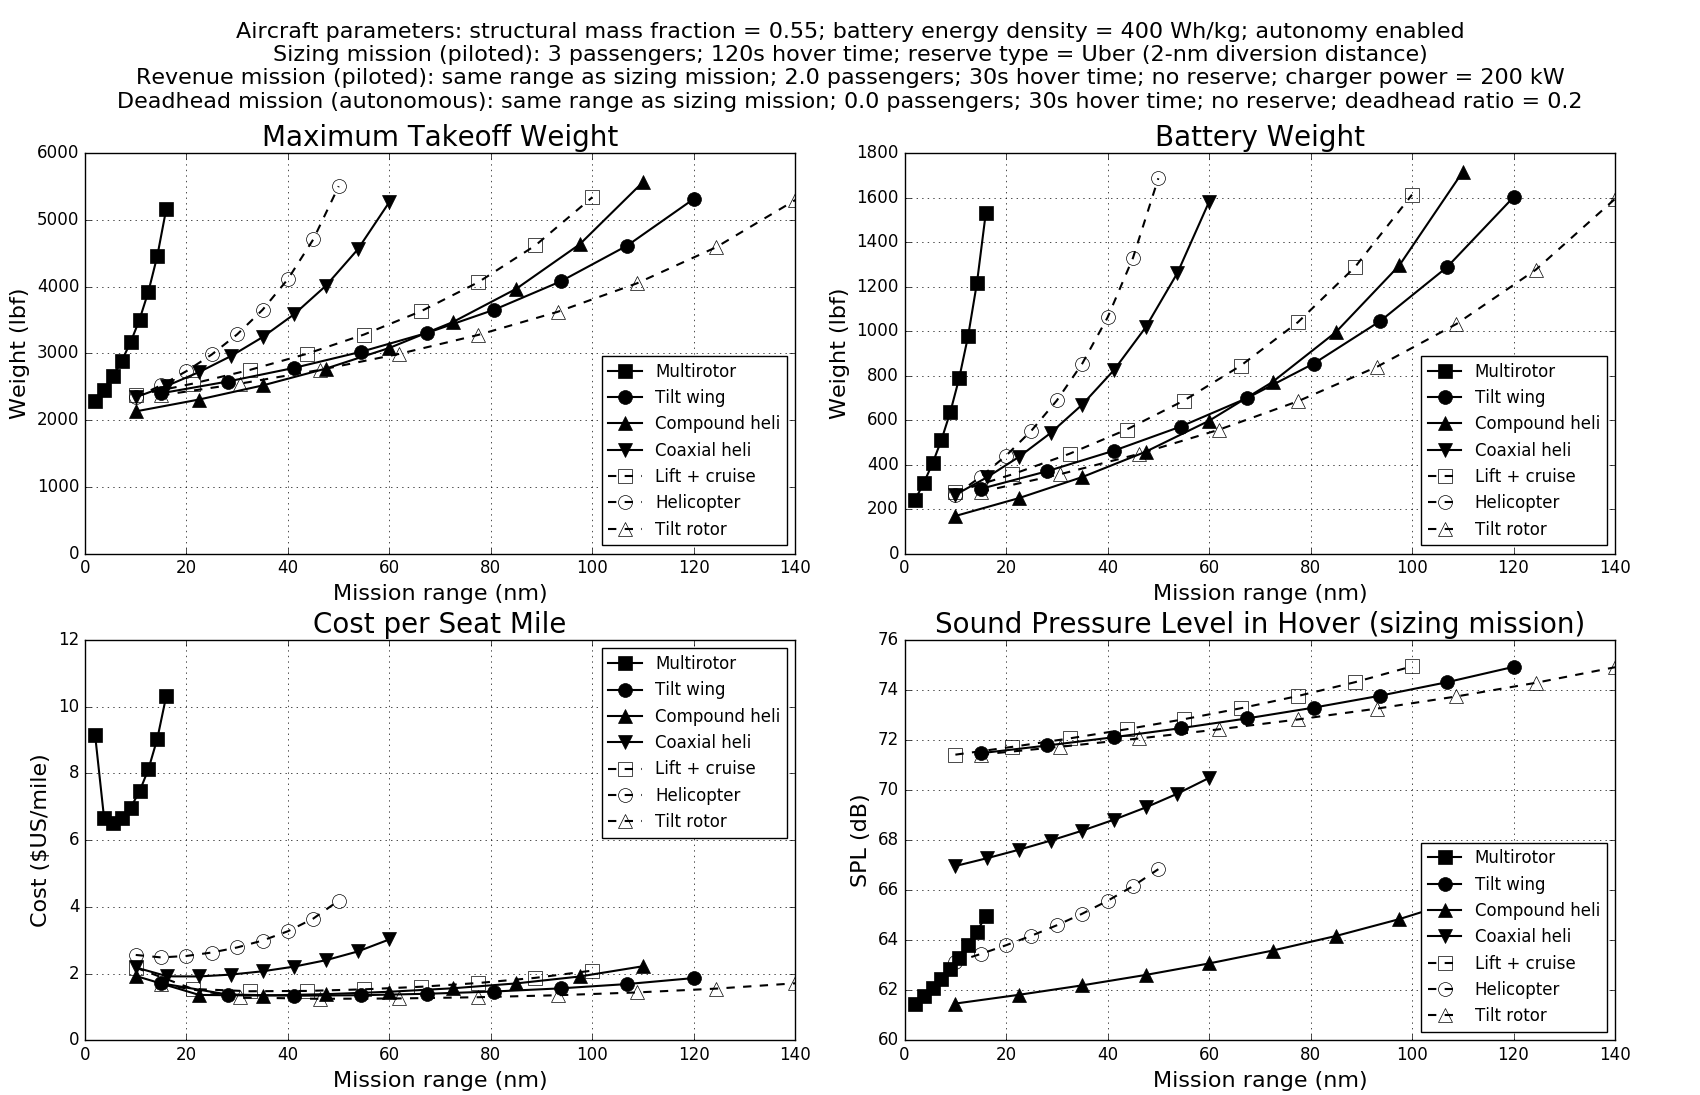 Aircraft parameters: structural mass fraction = 0.55; battery energy density = 400 Wh/kg; autonomy enabled
Sizing mission (piloted): 3 passengers; 120s hover time; reserve type = Uber (2-nm diversion distance)
Revenue mission (piloted): same range as sizing mission; 2.0 passengers; 30s hover time; no reserve; charger power = 200 kW
Deadhead mission (autonomous): same range as sizing mission; 0.0 passengers; 30s hover time; no reserve; deadhead ratio = 0.2
Maximum Takeoff Weight
6000
5000
4000
3000
2000
1000
0
Weight (lbf)
Multirotor
Tilt wing
Compound heli
Coaxial heli
Lift + cruise
Helicopter
Tilt rotor
0 20 40 60 80 100 120 140
Mission range (nm)
Battery Weight
1800
1600
1400
1200
1000
800
600
400
200
0
Weight (lbf)
Multirotor
Tilt wing
Compound heli
Coaxial heli
Lift + cruise
Helicopter
Tilt rotor
0 20 40 60 80 100 120 140
Mission range (nm)
Cost per Seat Mile
12
10
8
6
4
2
0
Cost ($US/mile)
Multirotor
Tilt wing
Compound heli
Coaxial heli
Lift + cruise
Helicopter
Tilt rotor
0 20 40 60 80 100 120 140
Mission range (nm)
Sound Pressure Level in Hover (sizing mission)
76
74
72
70
68
66
64
62
60
SPL (dB)
Multirotor
Tilt wing
Compound heli
Coaxial heli
Lift + cruise
Helicopter
Tilt rotor
0 20 40 60 80 100 120 140
Mission range (nm)